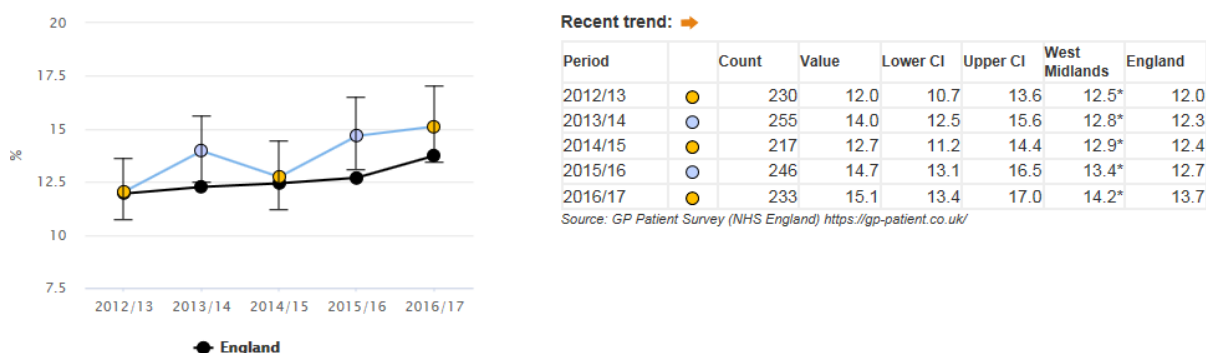 20
17.5
15
12.5
10
7.5
%
2012/13 2013/14 2014/15 2015/16 2016/17
England
Recent trend:
Period Count Value Lower CI Upper CI West Midlands England
2012/13 230 12.0 10.7 13.6 12.5* 12.0
2013/14 255 14.0 12.5 15.6 12.8* 12.3
2014/15 217 12.7 11.2 14.4 12.9* 12.4
2015/16 246 14.7 13.1 16.5 13.4* 12.7
2016/17 233 15.1 13.4 17.0 14.2* 13.7
Source: GP Patient Survey (NHS England) https://gp-patient.co.uk/